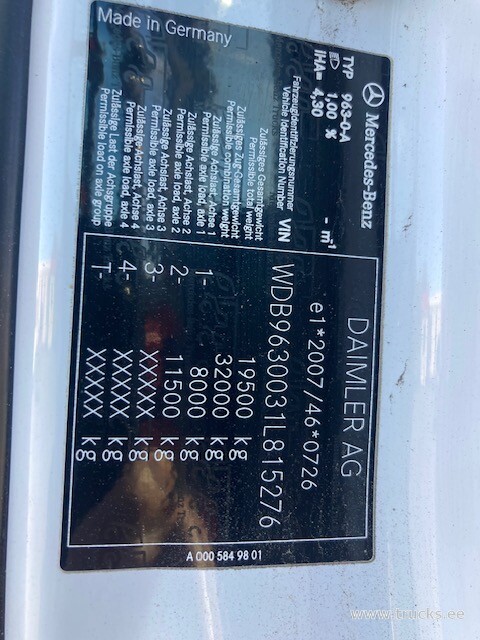 Mercedes-Benz
TYP 963-0-A
1,00 %
- m⁻¹
IHA= 4,30
DAIMLER AG
e1*2007/46*0726
Fahrzeugidentifizierungsnummer
Vehicle Identification Number
VIN
WDB9630031L815276
Zulässiges Gesamtgewicht
Permissible total weight
19500 kg
Zulässiges Zug-Gesamtgewicht
Permissible combination weight
32000 kg
Zulässige Achslast, Achse 1
Permissible axle load, axle 1
1- 8000 kg
Zulässige Achslast, Achse 2
Permissible axle load, axle 2
2- 11500 kg
Zulässige Achslast, Achse 3
Permissible axle load, axle 3
3- XXXXX kg
Zulässige Achslast, Achse 4
Permissible axle load, axle 4
4- XXXXX kg
Zulässige Last der Achsgruppe
Permissible load on axle group
T- XXXXX kg
Made in Germany
A 000 584 98 01
www.trucks.ee